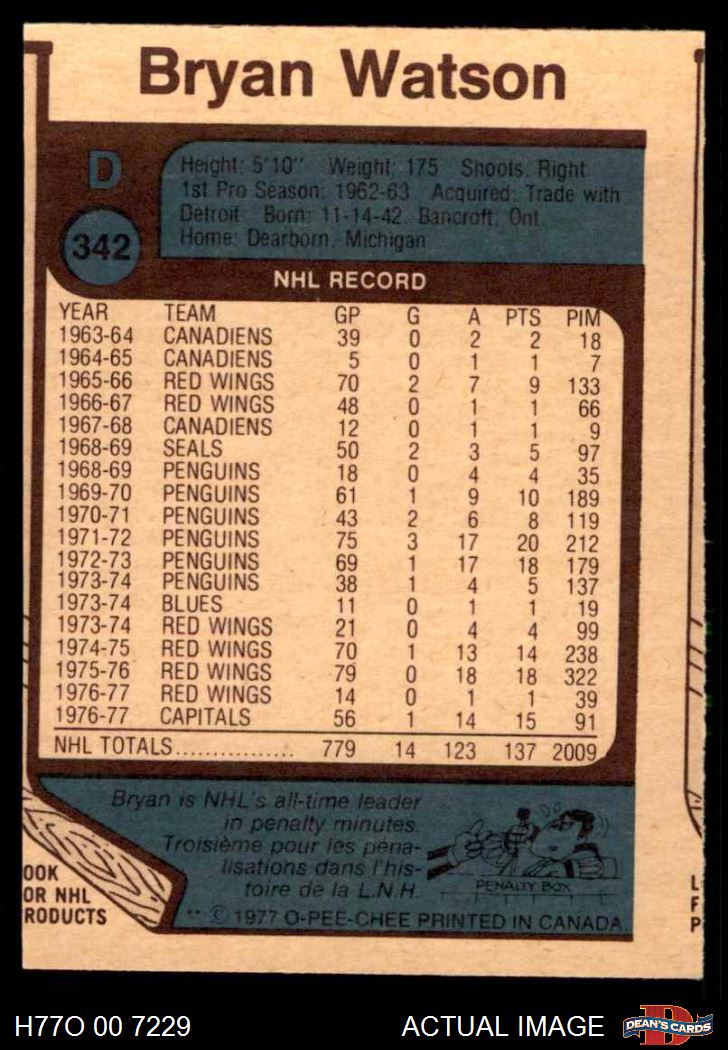 Bryan Watson
D
342
Height: 5'10" Weight: 175 Shoots: Right
1st Pro Season: 1962-63 Acquired: Trade with
Detroit Born: 11-14-42, Bancroft, Ont.
Home: Dearborn, Michigan
NHL RECORD
YEAR TEAM GP G A PTS PIM
1963-64 CANADIENS 39 0 2 2 18
1964-65 CANADIENS 5 0 1 1 7
1965-66 RED WINGS 70 2 7 9 133
1966-67 RED WINGS 48 0 1 1 66
1967-68 CANADIENS 12 0 1 1 9
1968-69 SEALS 50 2 3 5 97
1968-69 PENGUINS 18 0 4 4 35
1969-70 PENGUINS 61 1 9 10 189
1970-71 PENGUINS 43 2 6 8 119
1971-72 PENGUINS 75 3 17 20 212
1972-73 PENGUINS 69 1 17 18 179
1973-74 PENGUINS 38 1 4 5 137
1973-74 BLUES 11 0 1 1 19
1973-74 RED WINGS 21 0 4 4 99
1974-75 RED WINGS 70 1 13 14 238
1975-76 RED WINGS 79 0 18 18 322
1976-77 RED WINGS 14 0 1 1 39
1976-77 CAPITALS 56 1 14 15 91
NHL TOTALS................ 779 14 123 137 2009
Bryan is NHL's all-time leader
in penalty minutes.
Troisième pour les péna-
lisations dans l'his-
toire de la L.N.H.
PENALTY BOX
OOK
OR NHL
RODUCTS
L
F
P
** © 1977 O-PEE-CHEE PRINTED IN CANADA.
H77O 00 7229
ACTUAL IMAGE
D
DEAN'S CARDS